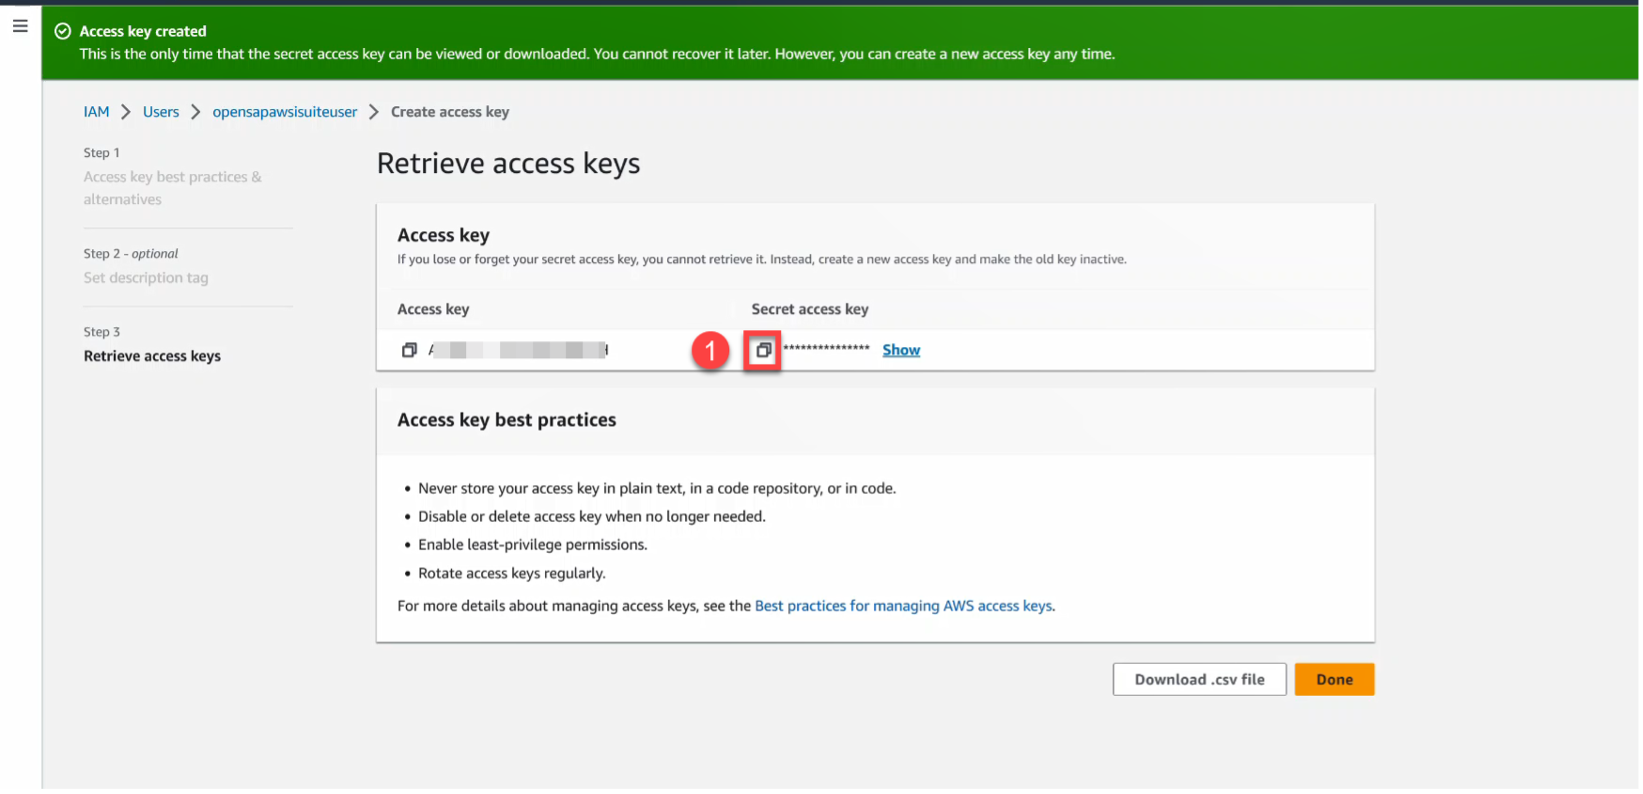 Access key created
This is the only time that the secret access key can be viewed or downloaded. You cannot recover it later. However, you can create a new access key any time.
IAM > Users > opensapawsisuiteuser > Create access key
Step 1
Access key best practices &
alternatives
Step 2 - optional
Set description tag
Step 3
Retrieve access keys
Retrieve access keys
Access key
If you lose or forget your secret access key, you cannot retrieve it. Instead, create a new access key and make the old key inactive.
Access key Secret access key
1 *************** Show
Access key best practices
• Never store your access key in plain text, in a code repository, or in code.
• Disable or delete access key when no longer needed.
• Enable least-privilege permissions.
• Rotate access keys regularly.
For more details about managing access keys, see the Best practices for managing AWS access keys.
Download .csv file Done